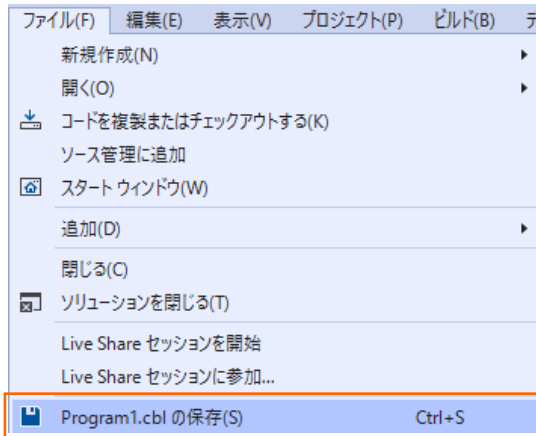 ファイル(F) 編集(E) 表示(V) プロジェクト(P) ビルド(B) デ
新規作成(N)
開く(O)
コードを複製またはチェックアウトする(K)
ソース管理に追加
スタート ウィンドウ(W)
追加(D)
閉じる(C)
ソリューションを閉じる(T)
Live Share セッションを開始
Live Share セッションに参加...
Program1.cbl の保存(S) Ctrl+S